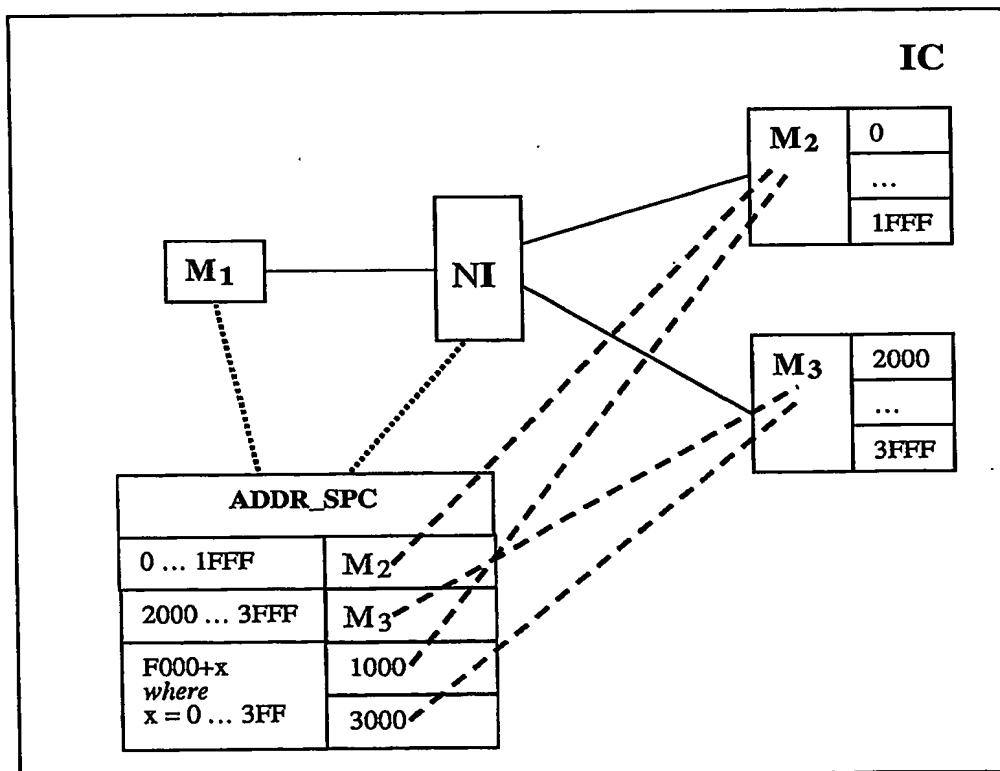 IC
M2
0
...
1FFF
M1
NI
M3
2000
...
3FFF
ADDR_SPC
0 ... 1FFF
M2
2000 ... 3FFF
M3
F000+x
where
x = 0 ... 3FF
1000
3000